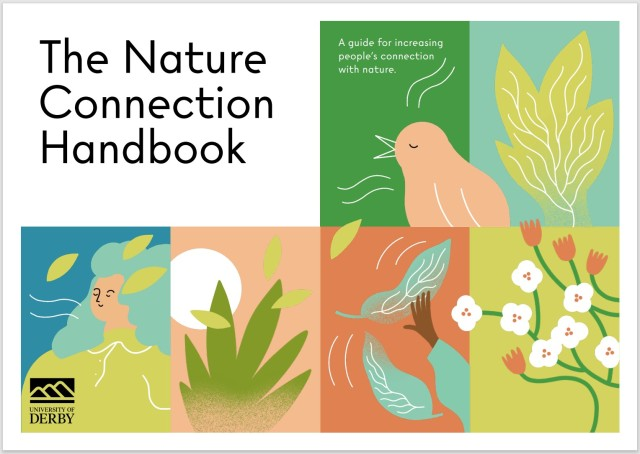 The Nature
Connection
Handbook
A guide for increasing
people's connection
with nature.
UNIVERSITY OF
DERBY